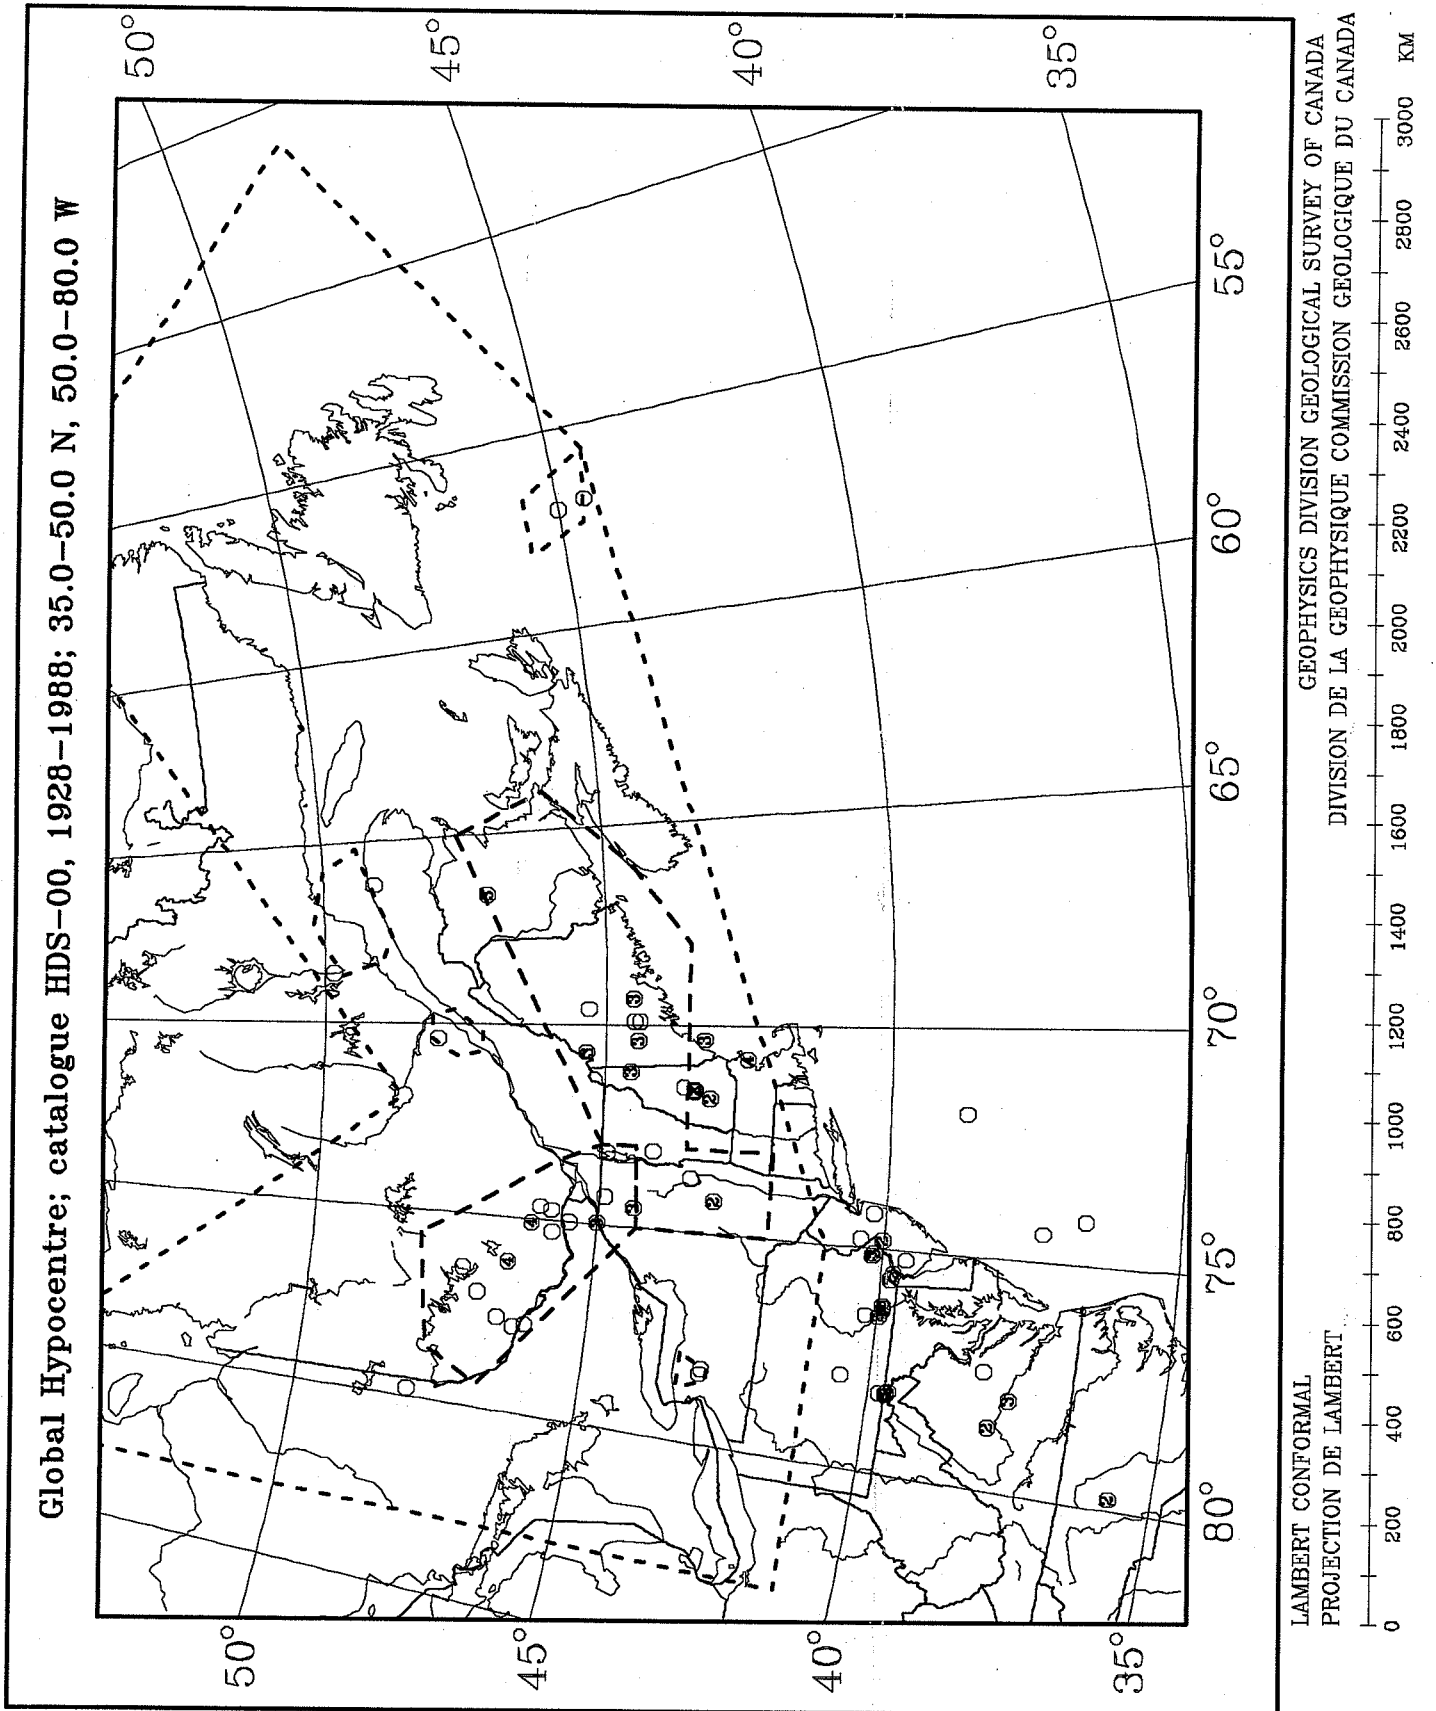 Global Hypocentre; catalogue HDS-00, 1928-1988; 35.0-50.0 N, 50.0-80.0 W
50° 45° 40° 35°
55°
60°
65°
70°
75°
80°
50° 45° 40° 35°
LAMBERT CONFORMAL
PROJECTION DE LAMBERT
GEOPHYSICS DIVISION GEOLOGICAL SURVEY OF CANADA
DIVISION DE LA GEOPHYSIQUE COMMISSION GEOLOGIQUE DU CANADA
0 200 400 600 800 1000 1200 1400 1600 1800 2000 2200 2400 2600 2800 3000 KM